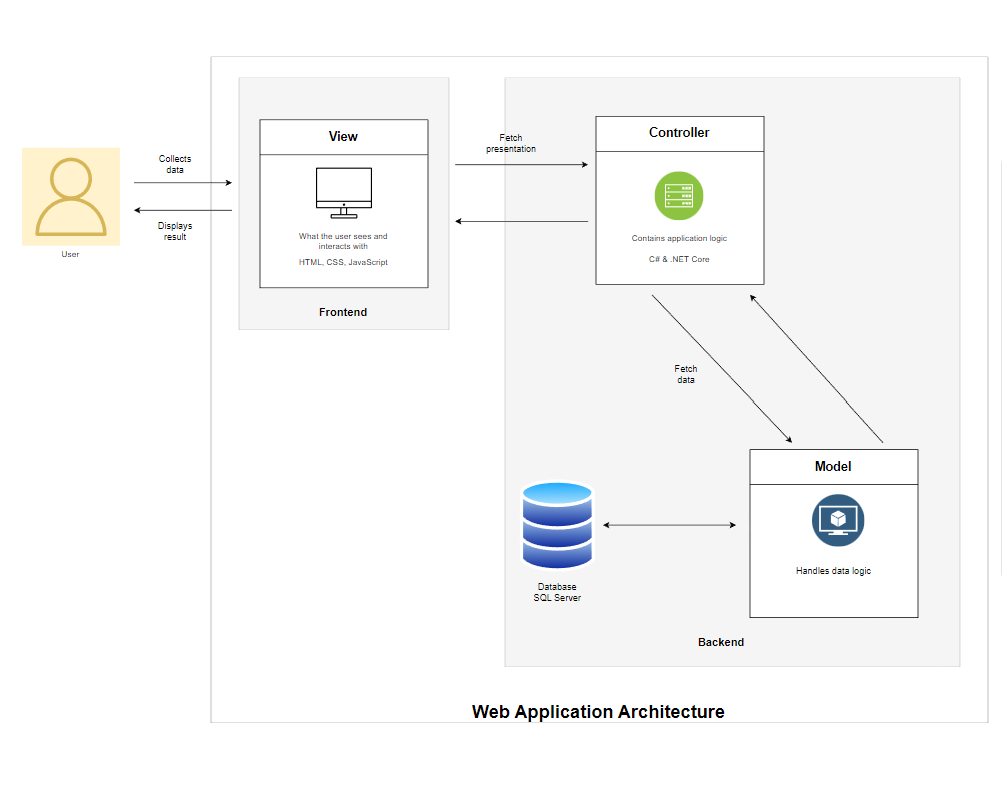 User
Collects
data
Displays
result
View
What the user sees and
interacts with
HTML, CSS, JavaScript
Frontend
Fetch
presentation
Controller
Contains application logic
C# & .NET Core
Fetch
data
Model
Handles data logic
Database
SQL Server
Backend
Web Application Architecture